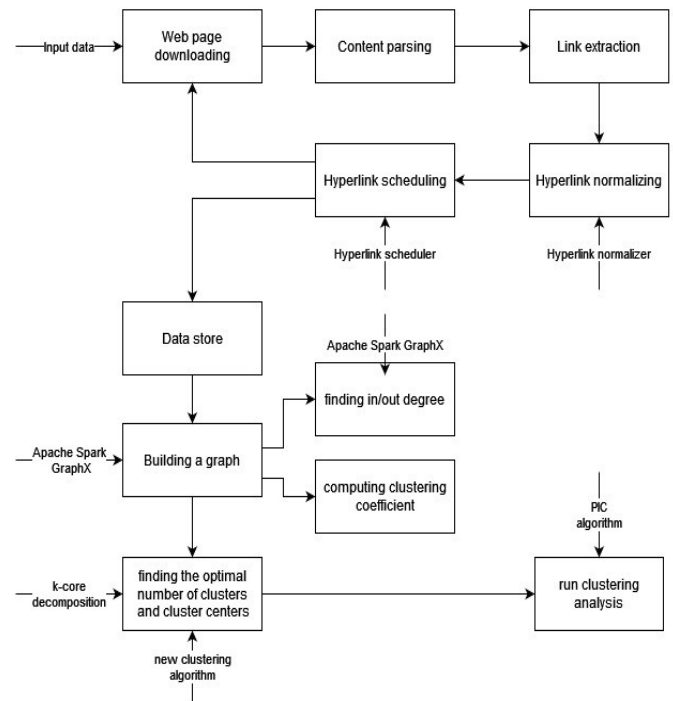 Input data
Web page
downloading
Content parsing
Link extraction
Hyperlink scheduling
Hyperlink normalizing
Hyperlink scheduler
Hyperlink normalizer
Data store
Apache Spark GraphX
finding in/out degree
Apache Spark
GraphX
Building a graph
computing clustering
coefficient
PIC
algorithm
k-core
decomposition
finding the optimal
number of clusters
and cluster centers
run clustering
analysis
new clustering
algorithm